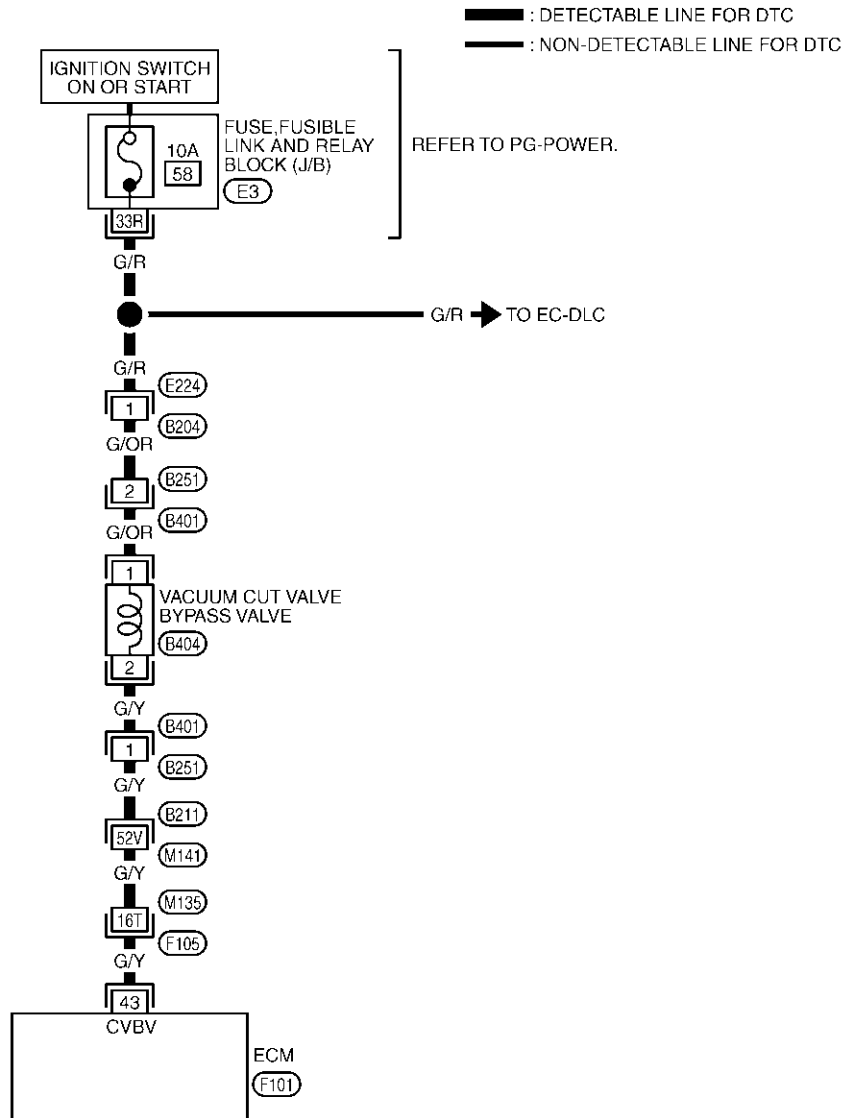 : DETECTABLE LINE FOR DTC
: NON-DETECTABLE LINE FOR DTC
IGNITION SWITCH
ON OR START
10A
58
FUSE,FUSIBLE
LINK AND RELAY
BLOCK (J/B)
E3
REFER TO PG-POWER.
33R
G/R
G/R
TO EC-DLC
G/R
E224
1
B204
G/OR
B251
2
B401
G/OR
1
VACUUM CUT VALVE
BYPASS VALVE
B404
2
G/Y
B401
1
B251
G/Y
B211
52V
M141
G/Y
M135
16T
F105
G/Y
43
CVBV
ECM
F101